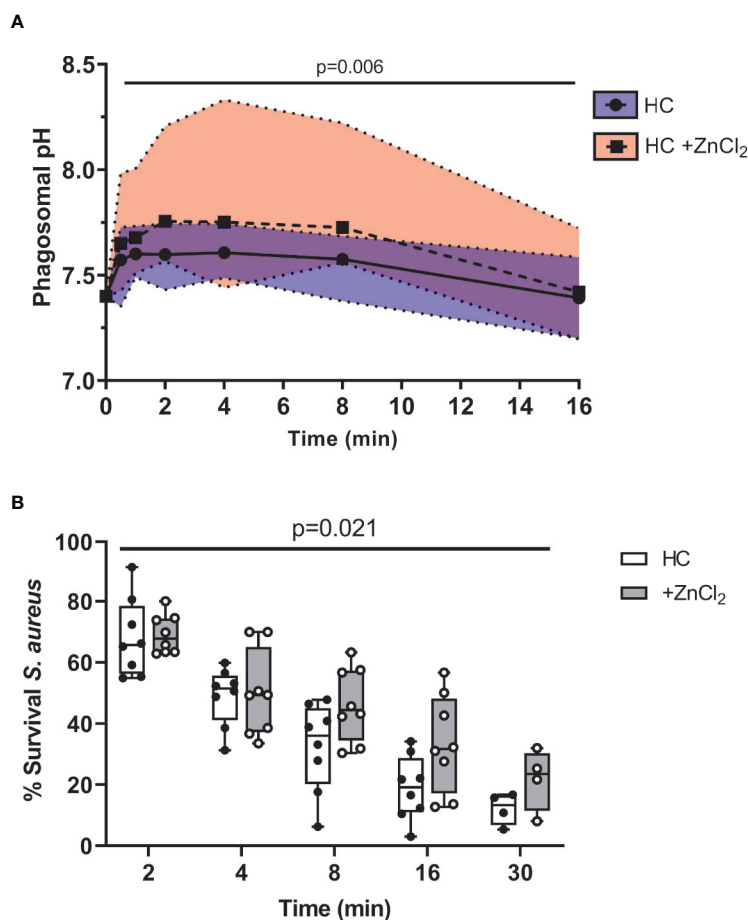 A
p=0.006
8.5
8.0
7.5
7.0
Phagosomal pH
0 2 4 6 8 10 12 14 16
Time (min)
HC
HC +ZnCl₂
B
p=0.021
100
80
60
40
20
0
% Survival S. aureus
2 4 8 16 30
Time (min)
HC
+ZnCl₂